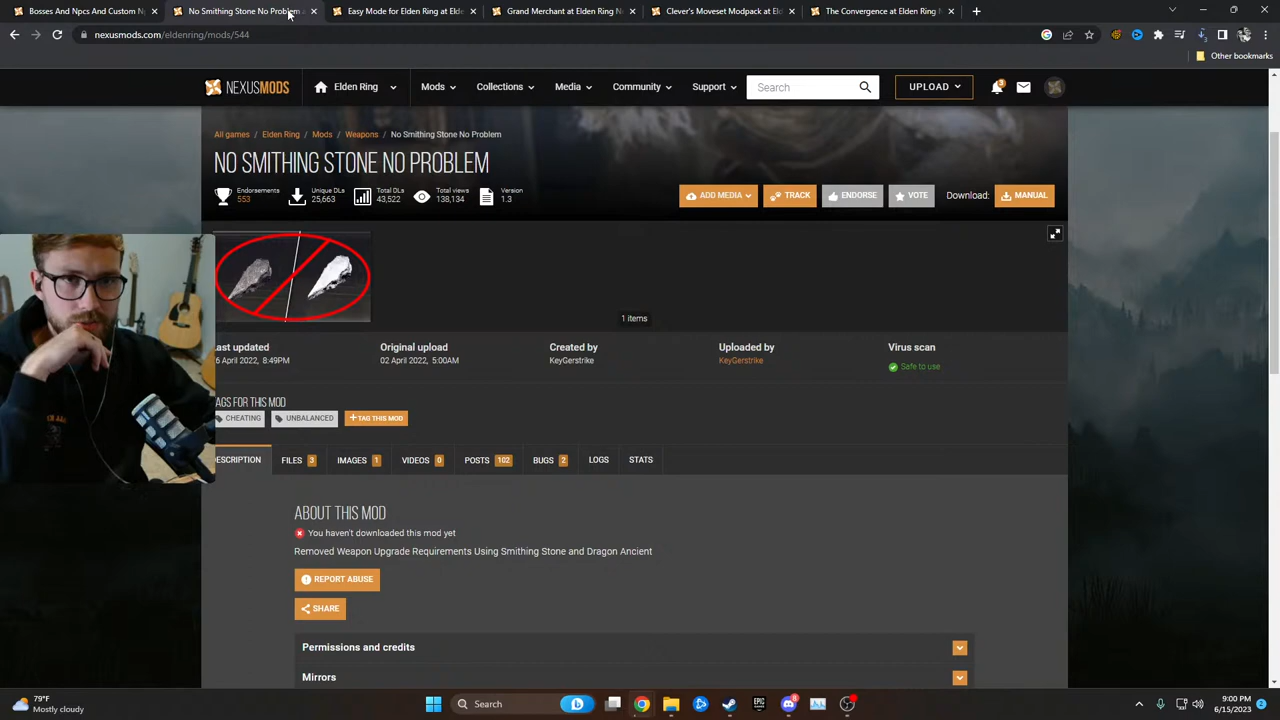 Bosses And Npcs And Custom N
No Smithing Stone No Problem
Easy Mode for Elden Ring at Elde
Grand Merchant at Elden Ring N
Clever's Moveset Modpack at Eld
The Convergence at Elden Ring
nexusmods.com/eldenring/mods/544
Other bookmarks
NEXUSMODS
Elden Ring
Mods
Collections
Media
Community
Support
Search
UPLOAD
All games / Elden Ring / Mods / Weapons / No Smithing Stone No Problem
NO SMITHING STONE NO PROBLEM
Endorsements
553
Unique DLs
25,663
Total DLs
43,522
Total views
138,134
Version
1.3
ADD MEDIA
TRACK
ENDORSE
VOTE
Download:
MANUAL
1 items
ast updated
6 April 2022, 8:49PM
Original upload
02 April 2022, 5:00AM
Created by
KeyGerstrike
Uploaded by
KeyGerstrike
Virus scan
Safe to use
AGS FOR THIS MOD
CHEATING
UNBALANCED
+ TAG THIS MOD
ESCRIPTION
FILES 3
IMAGES 1
VIDEOS 0
POSTS 102
BUGS 2
LOGS
STATS
ABOUT THIS MOD
You haven't downloaded this mod yet
Removed Weapon Upgrade Requirements Using Smithing Stone and Dragon Ancient
REPORT ABUSE
SHARE
Permissions and credits
Mirrors
79°F
Mostly cloudy
Search
EPIC
9:00 PM
6/13/2023